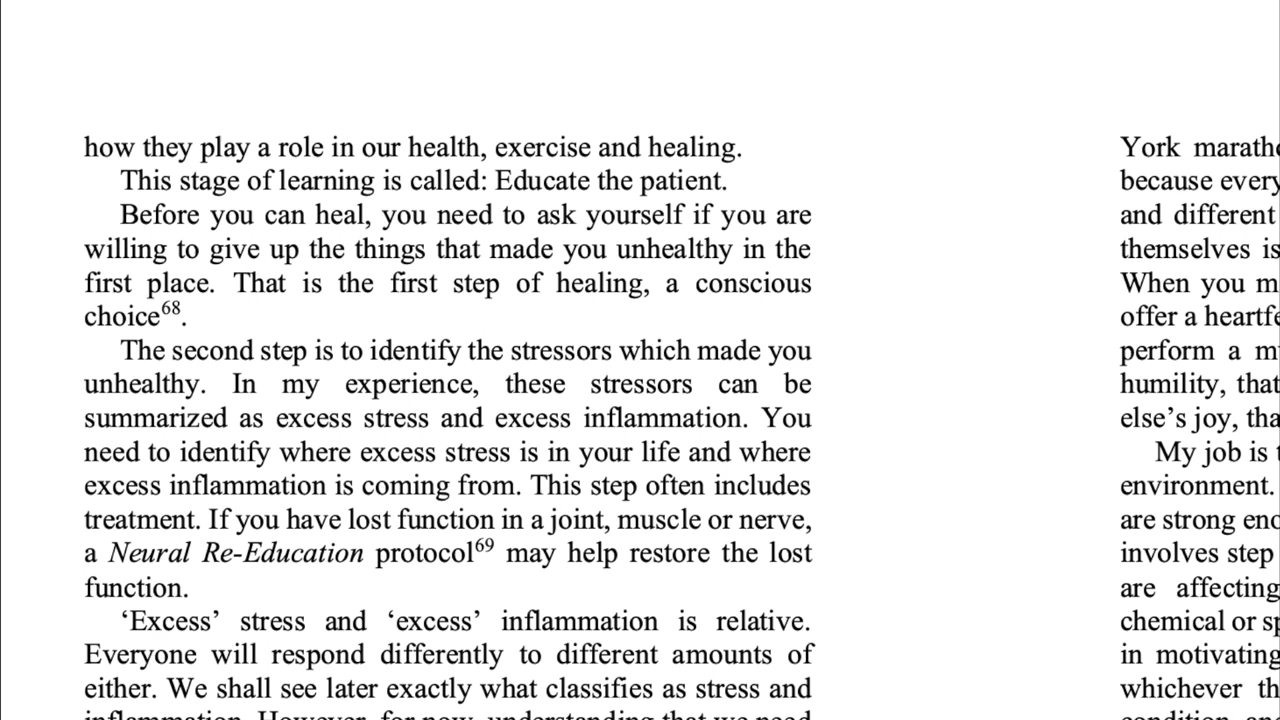 how they play a role in our health, exercise and healing.
This stage of learning is called: Educate the patient.
Before you can heal, you need to ask yourself if you are
willing to give up the things that made you unhealthy in the
first place. That is the first step of healing, a conscious
choice68.
The second step is to identify the stressors which made you
unhealthy. In my experience, these stressors can be
summarized as excess stress and excess inflammation. You
need to identify where excess stress is in your life and where
excess inflammation is coming from. This step often includes
treatment. If you have lost function in a joint, muscle or nerve,
a Neural Re-Education protocol69 may help restore the lost
function.
‘Excess’ stress and ‘excess’ inflammation is relative.
Everyone will respond differently to different amounts of
either. We shall see later exactly what classifies as stress and
inflammation. However, for now, understanding that we need
York
because every
and different
themselves is
When you
offer a
perform a
humility, that
else’s joy,
My job is
environment.
are strong
involves step
are affecting
chemical or
in motivating
whichever